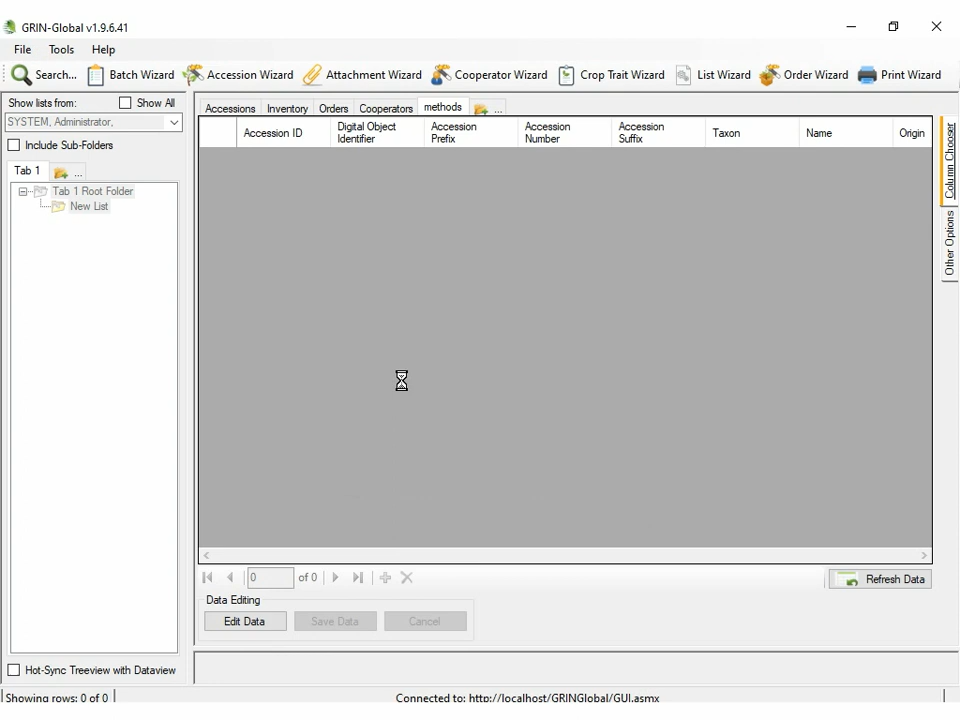 GRIN-Global v1.9.6.41
File Tools Help
Search... Batch Wizard Accession Wizard Attachment Wizard Cooperator Wizard Crop Trait Wizard List Wizard Order Wizard Print Wizard
Show lists from: Show All
SYSTEM, Administrator,
Include Sub-Folders
Tab 1 ...
Tab 1 Root Folder
New List
Hot-Sync Treeview with Dataview
Accessions Inventory Orders Cooperators methods ...
Accession ID Digital Object Identifier Accession Prefix Accession Number Accession Suffix Taxon Name Origin
0 of 0 Refresh Data
Data Editing
Edit Data Save Data Cancel
Column Chooser
Other Options
Showing rows: 0 of 0 Connected to: http://localhost/GRINGlobal/GUI.asmx